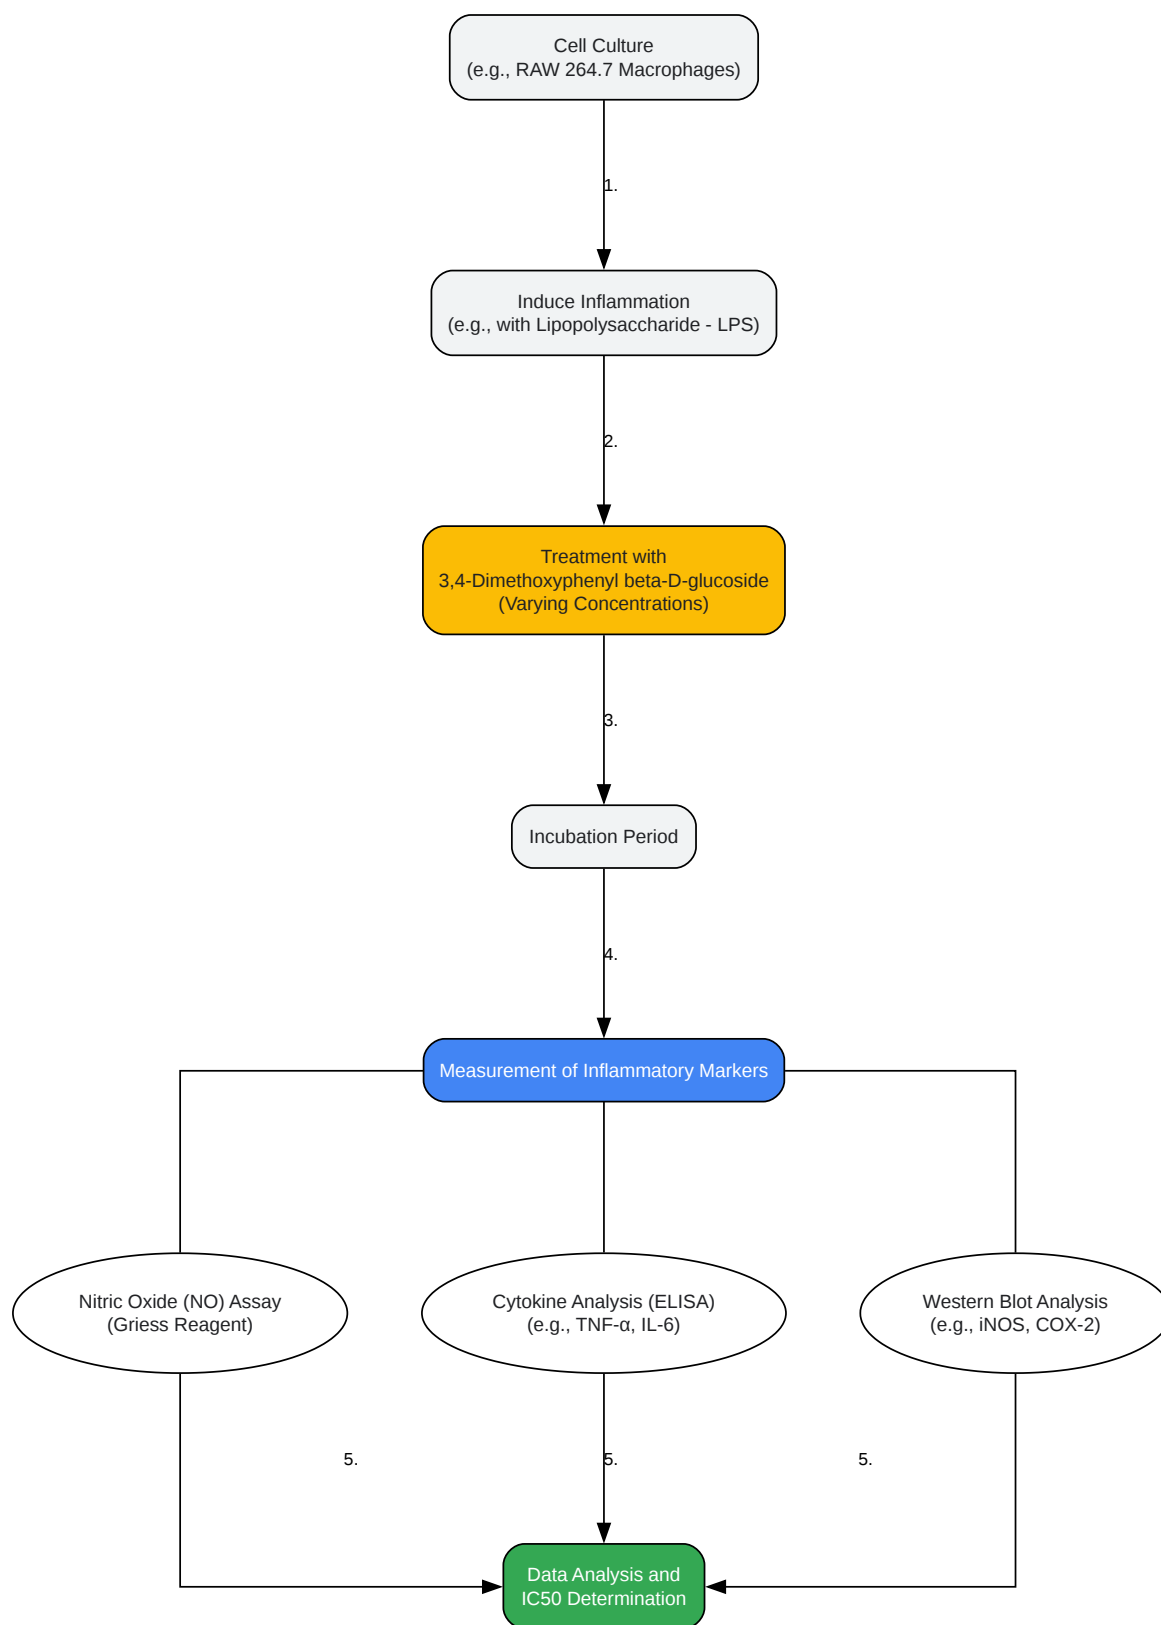 Cell Culture
(e.g., RAW 264.7 Macrophages)
1.
Induce Inflammation
(e.g., with Lipopolysaccharide - LPS)
2.
Treatment with
3,4-Dimethoxyphenyl beta-D-glucoside
(Varying Concentrations)
3.
Incubation Period
4.
Measurement of Inflammatory Markers
Nitric Oxide (NO) Assay
(Griess Reagent)
Cytokine Analysis (ELISA)
(e.g., TNF-α, IL-6)
Western Blot Analysis
(e.g., iNOS, COX-2)
5.
5.
5.
Data Analysis and
IC50 Determination